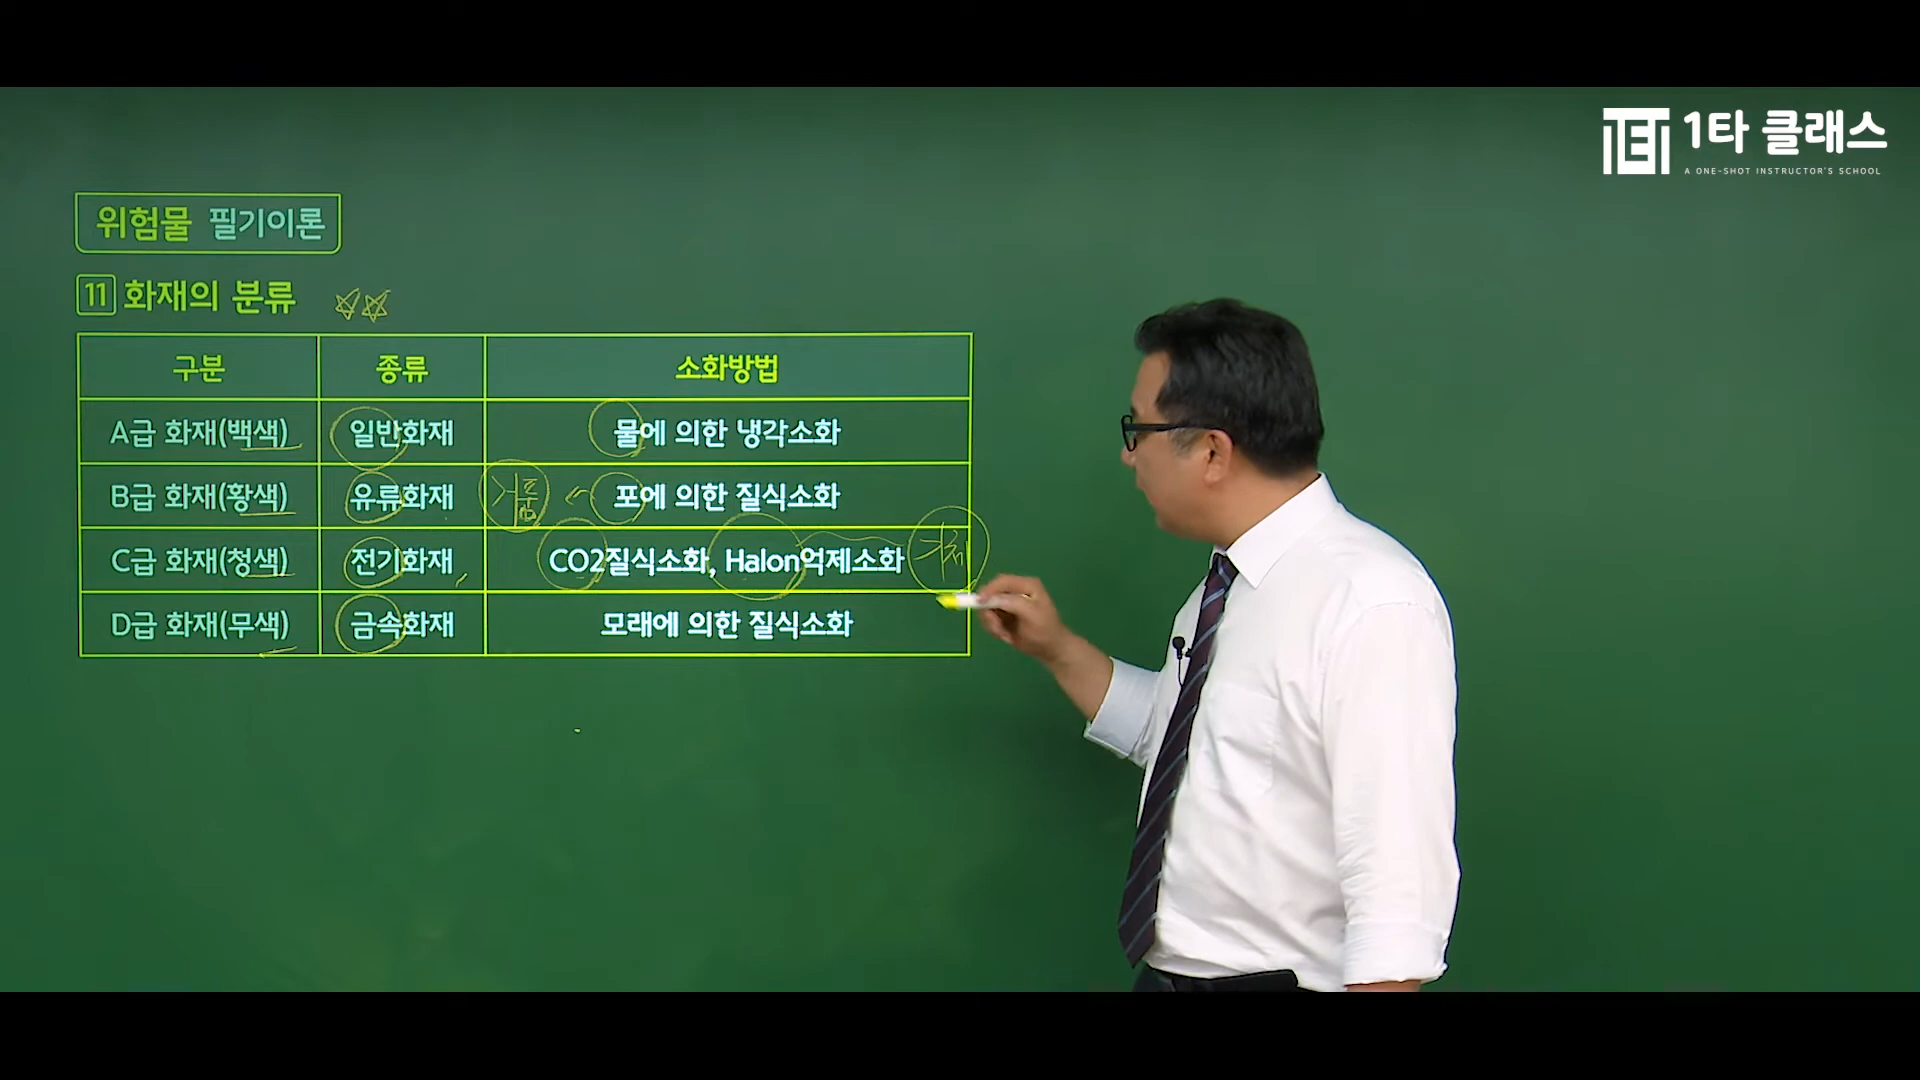 1타 클래스
A ONE-SHOT INSTRUCTOR'S SCHOOL
위험물 필기이론
11 화재의 분류
구분 종류 소화방법
A급 화재(백색) 일반화재 물에 의한 냉각소화
B급 화재(황색) 유류화재 거품 포에 의한 질식소화
C급 화재(청색) 전기화재 CO2질식소화, Halon억제소화 기체
D급 화재(무색) 금속화재 모래에 의한 질식소화